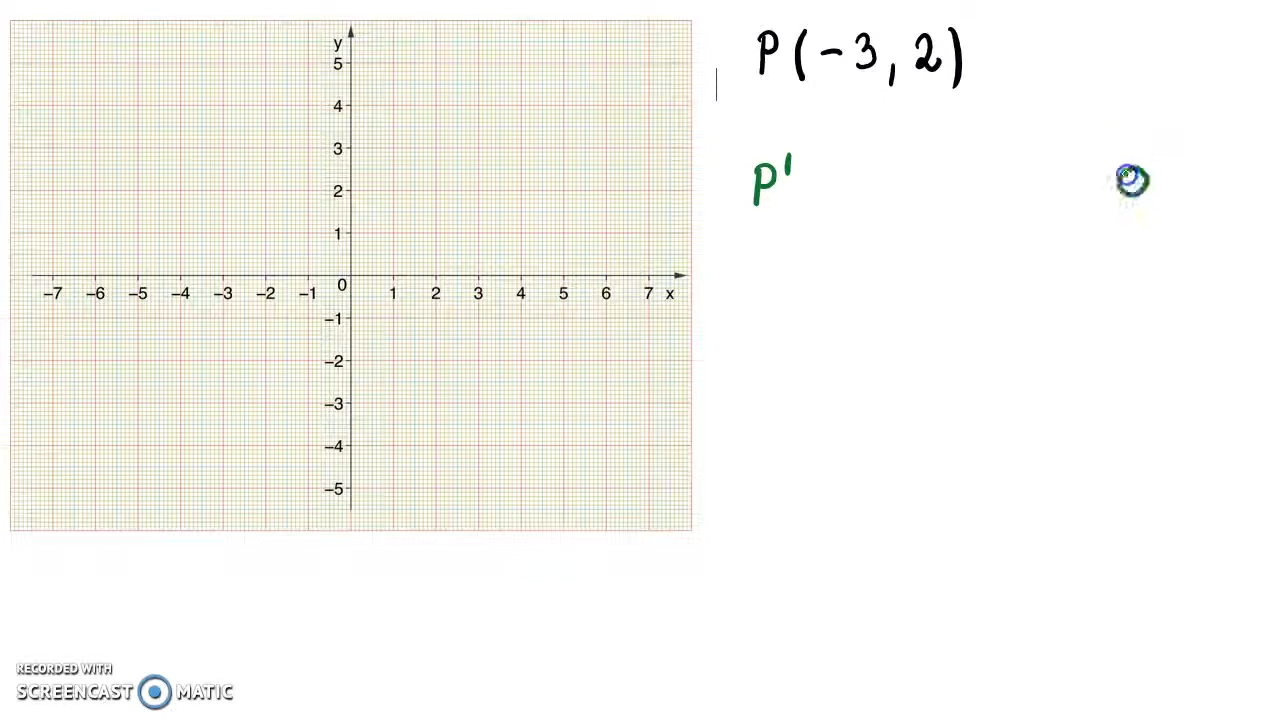 P(-3, 2)
P'
y
5
4
3
2
1
0
−7 −6 −5 −4 −3 −2 −1 1 2 3 4 5 6 7 x
−1
−2
−3
−4
−5
RECORDED WITH
SCREENCAST MATIC